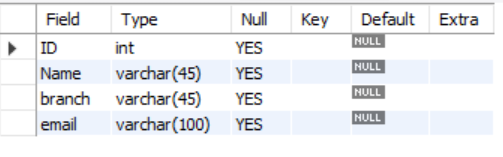 Field Type Null Key Default Extra
ID int YES NULL
Name varchar(45) YES NULL
branch varchar(45) YES NULL
email varchar(100) YES NULL